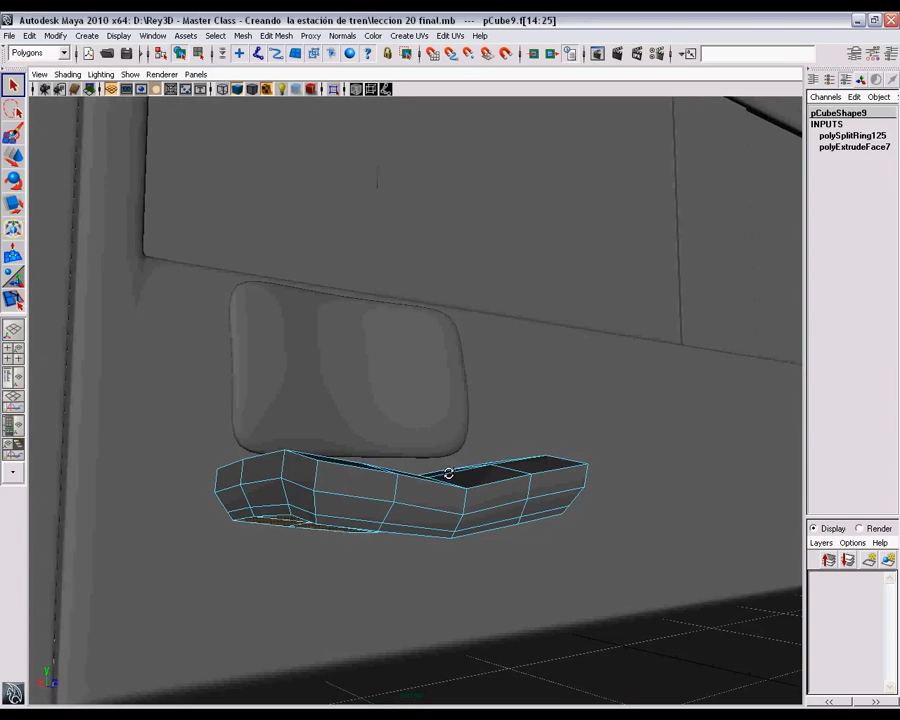 Autodesk Maya 2010 x64: D:\Rey3D - Master Class - Creando la estación de tren\leccion 20 final.mb --- pCube9.f[14:25]
File Edit Modify Create Display Window Assets Select Mesh Edit Mesh Proxy Normals Color Create UVs Edit UVs Help
Polygons
View Shading Lighting Show Renderer Panels
Channels Edit Object
pCubeShape9
INPUTS
polySplitRing125
polyExtrudeFace7
Display Render
Layers Options Help
y